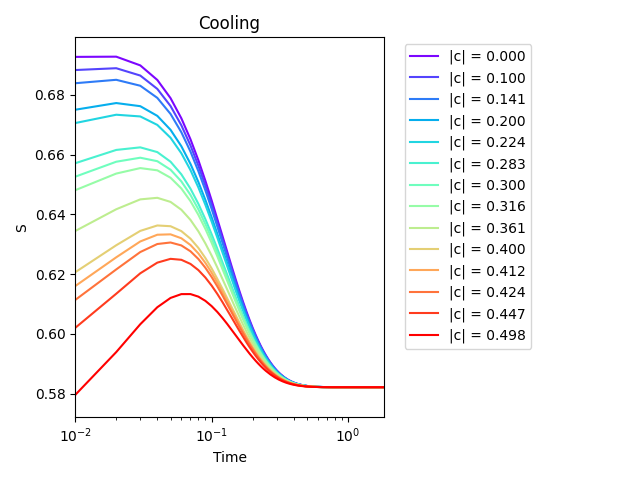 Cooling
S
0.68
0.66
0.64
0.62
0.60
0.58
10⁻²
10⁻¹
10⁰
Time
|c| = 0.000
|c| = 0.100
|c| = 0.141
|c| = 0.200
|c| = 0.224
|c| = 0.283
|c| = 0.300
|c| = 0.316
|c| = 0.361
|c| = 0.400
|c| = 0.412
|c| = 0.424
|c| = 0.447
|c| = 0.498